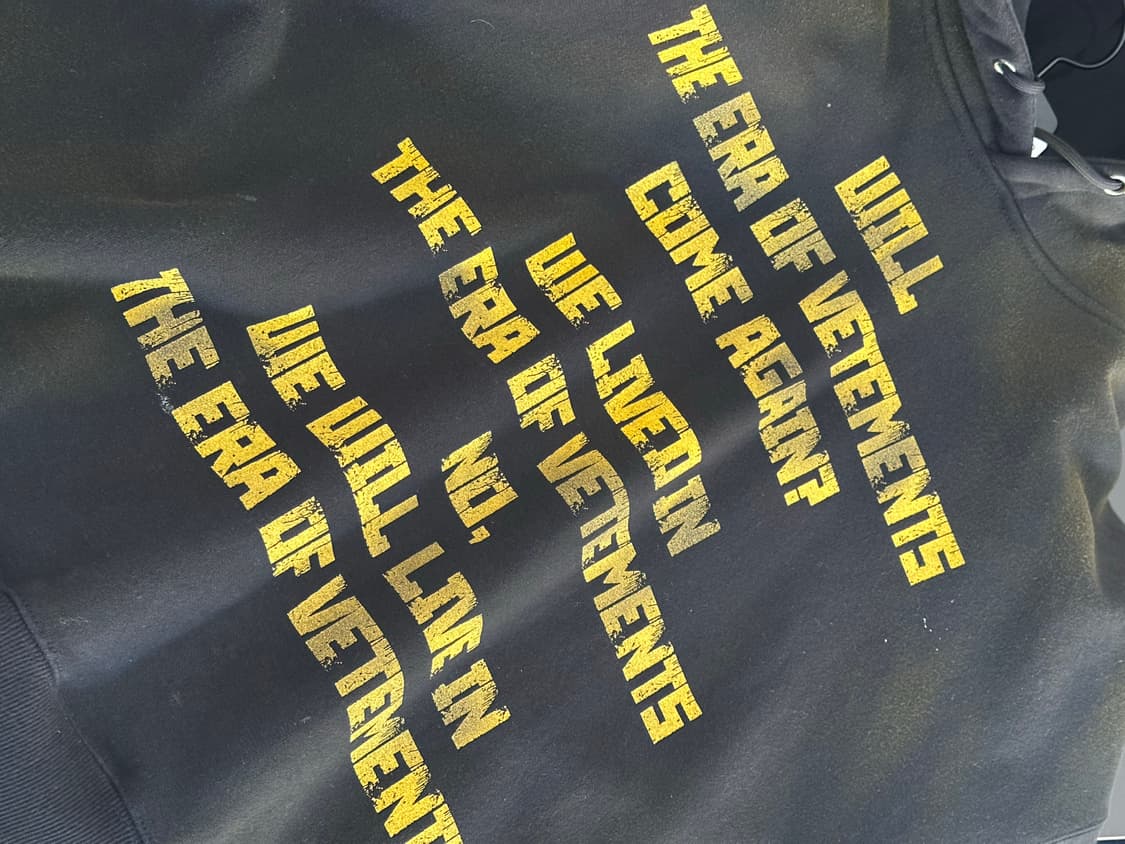 WILL
THE ERA OF VETEMENTS
COME AGAIN?
WE LIVED IN
THE ERA OF VETEMENTS
NO,
WE WILL LIVE IN
THE ERA OF VETEMENT